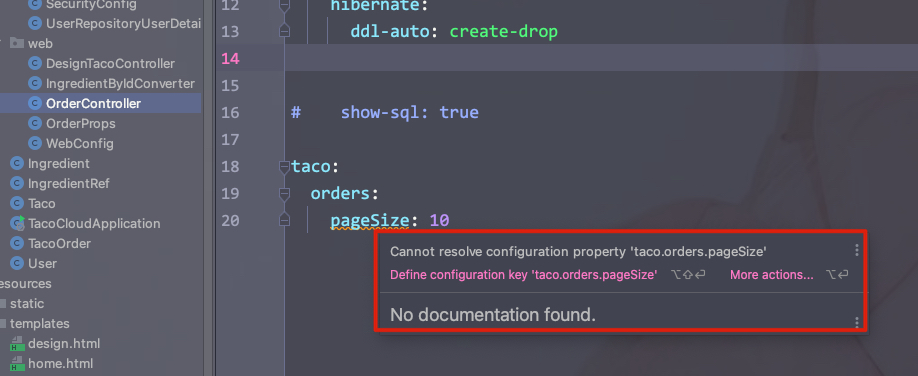 SecurityConfig
UserRepositoryUserDetai
web
DesignTacoController
IngredientByIdConverter
OrderController
OrderProps
WebConfig
Ingredient
IngredientRef
Taco
TacoCloudApplication
TacoOrder
User
esources
static
templates
design.html
home.html
12 hibernate:
13 ddl-auto: create-drop
14
15
16 # show-sql: true
17
18 taco:
19 orders:
20 pageSize: 10
Cannot resolve configuration property 'taco.orders.pageSize'
Define configuration key 'taco.orders.pageSize' ⌥⇧⏎ More actions... ⌥⏎
No documentation found.